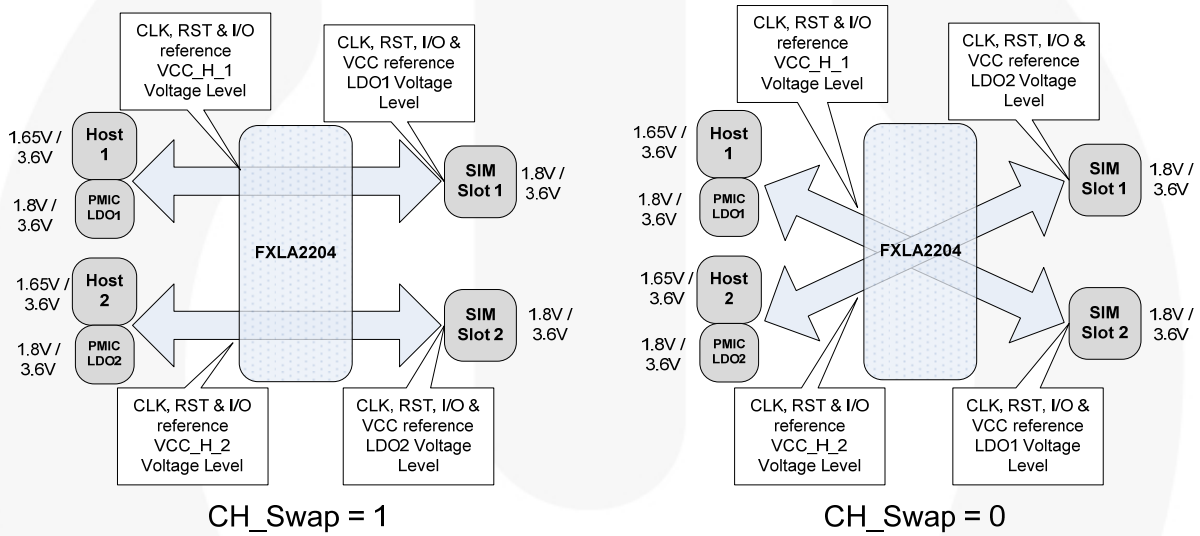 CLK, RST & I/O
reference
VCC_H_1
Voltage Level
CLK, RST, I/O &
VCC reference
LDO1 Voltage
Level
1.65V /
3.6V
Host
1
1.8V /
3.6V
PMIC
LDO1
SIM
Slot 1
1.8V /
3.6V
FXLA2204
1.65V /
3.6V
Host
2
1.8V /
3.6V
PMIC
LDO2
SIM
Slot 2
1.8V /
3.6V
CLK, RST & I/O
reference
VCC_H_2
Voltage Level
CLK, RST, I/O &
VCC reference
LDO2 Voltage
Level
CH_Swap = 1
CLK, RST & I/O
reference
VCC_H_1
Voltage Level
CLK, RST, I/O &
VCC reference
LDO2 Voltage
Level
1.65V /
3.6V
Host
1
1.8V /
3.6V
PMIC
LDO1
SIM
Slot 1
1.8V /
3.6V
FXLA2204
1.65V /
3.6V
Host
2
1.8V /
3.6V
PMIC
LDO2
SIM
Slot 2
1.8V /
3.6V
CLK, RST & I/O
reference
VCC_H_2
Voltage Level
CLK, RST, I/O &
VCC reference
LDO1 Voltage
Level
CH_Swap = 0